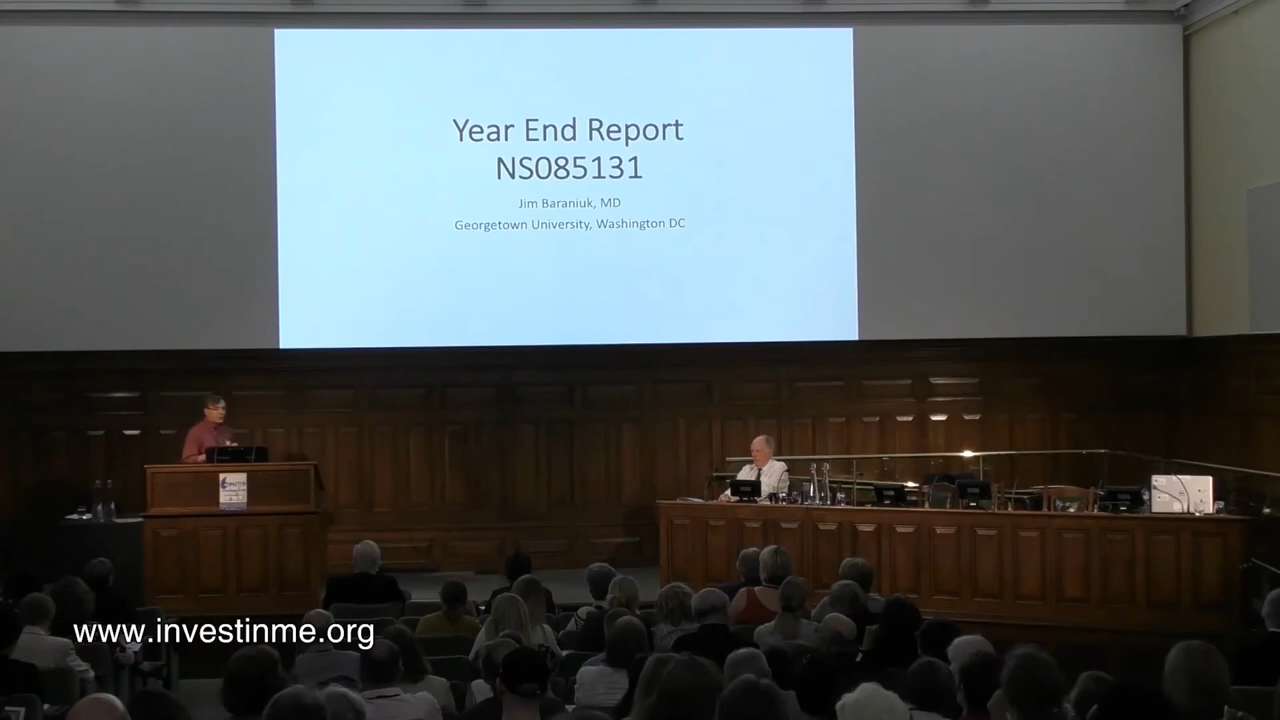 Year End Report
NS085131
Jim Baraniuk, MD
Georgetown University, Washington DC
www.investinme.org